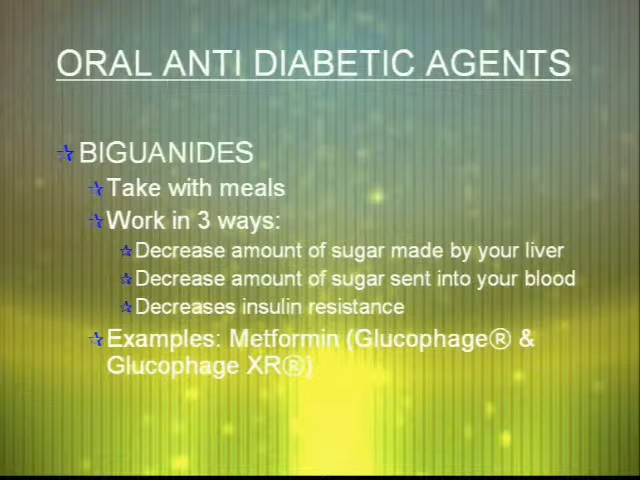 ORAL ANTI DIABETIC AGENTS
BIGUANIDES
Take with meals
Work in 3 ways:
Decrease amount of sugar made by your liver
Decrease amount of sugar sent into your blood
Decreases insulin resistance
Examples: Metformin (Glucophage® &
Glucophage XR®)